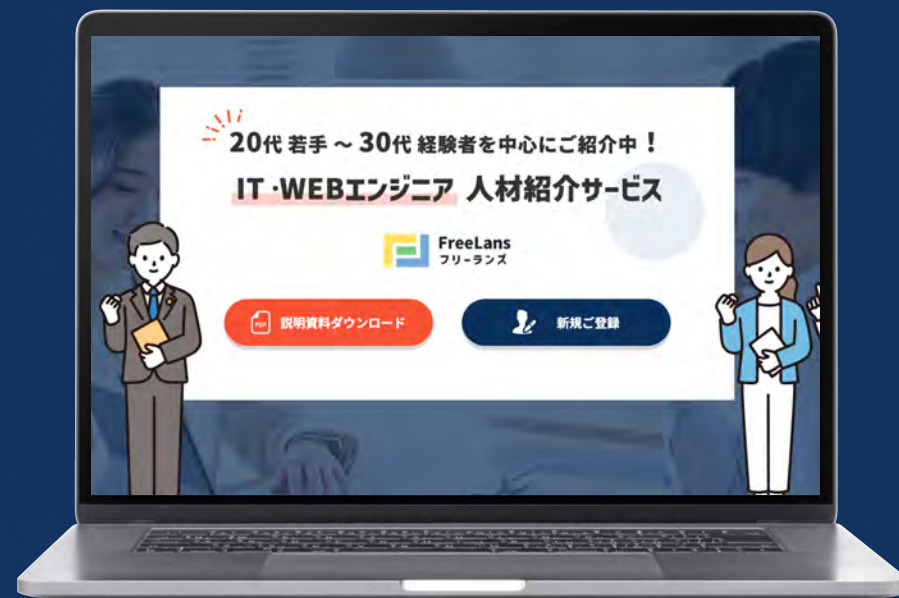 20代 若手 ~ 30代 経験者を中心にご紹介中！
IT・WEBエンジニア 人材紹介サービス
FreeLans
フリーランズ
PDF 説明資料ダウンロード
新規ご登録